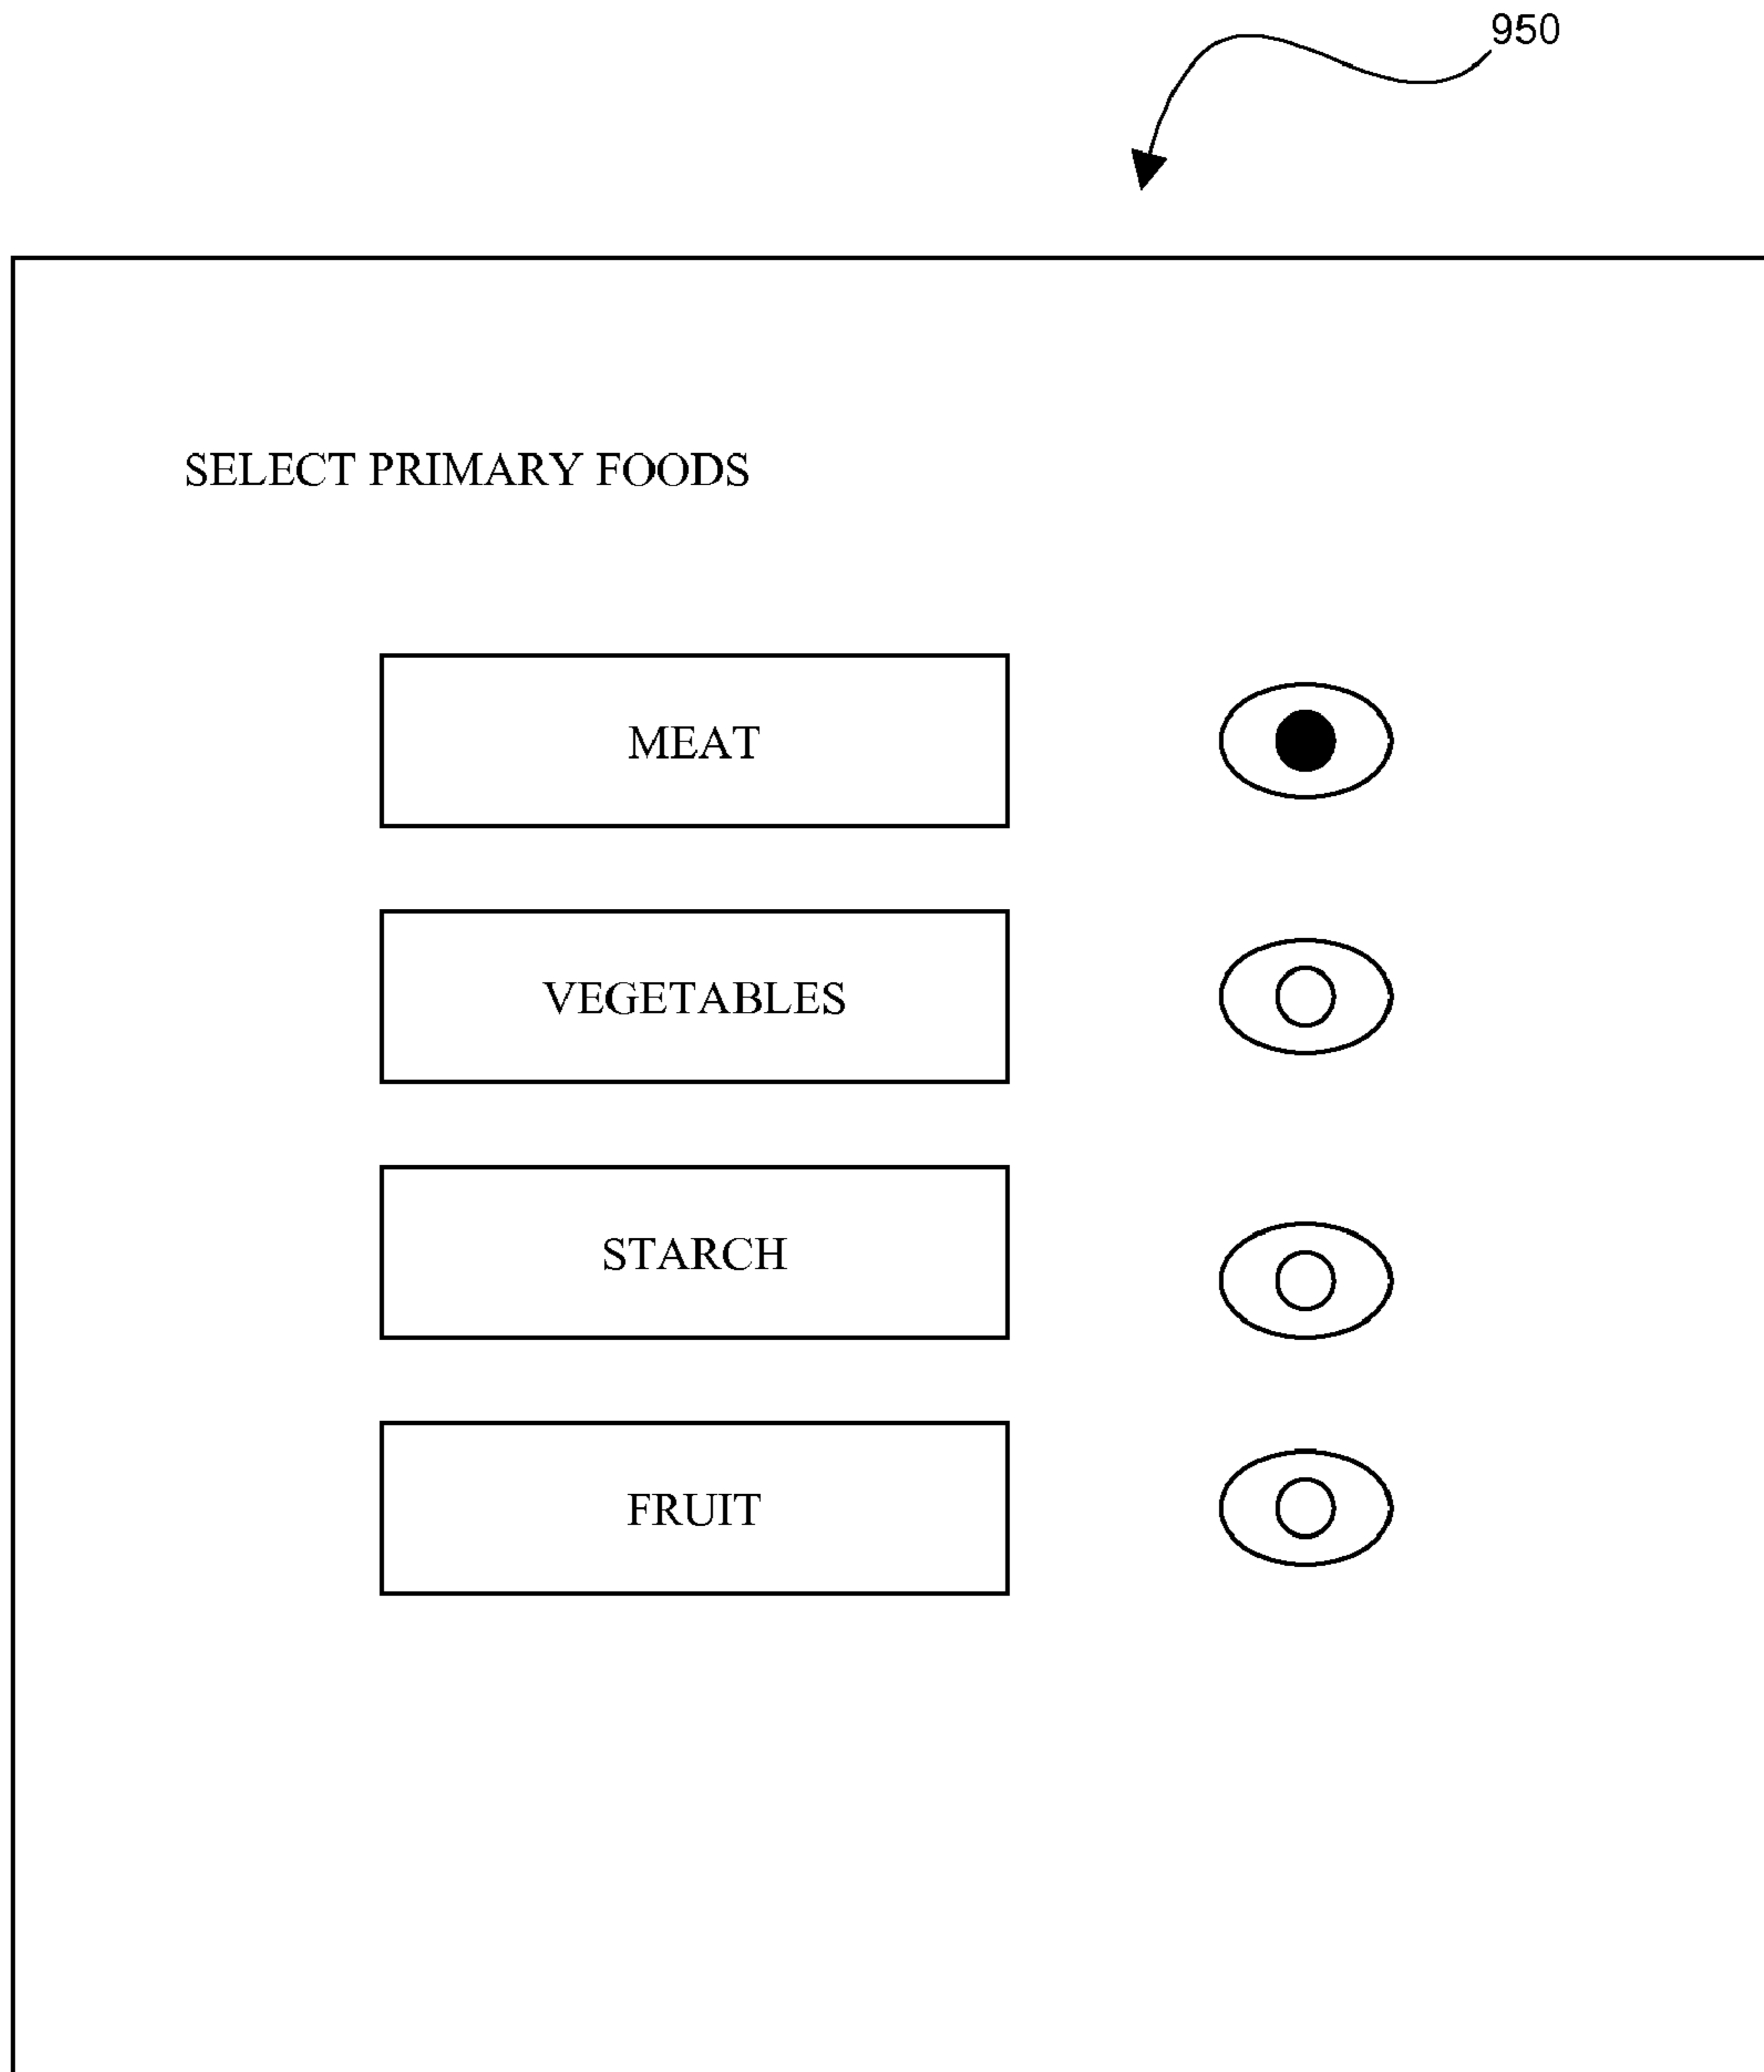 950
SELECT PRIMARY FOODS
MEAT
VEGETABLES
STARCH
FRUIT